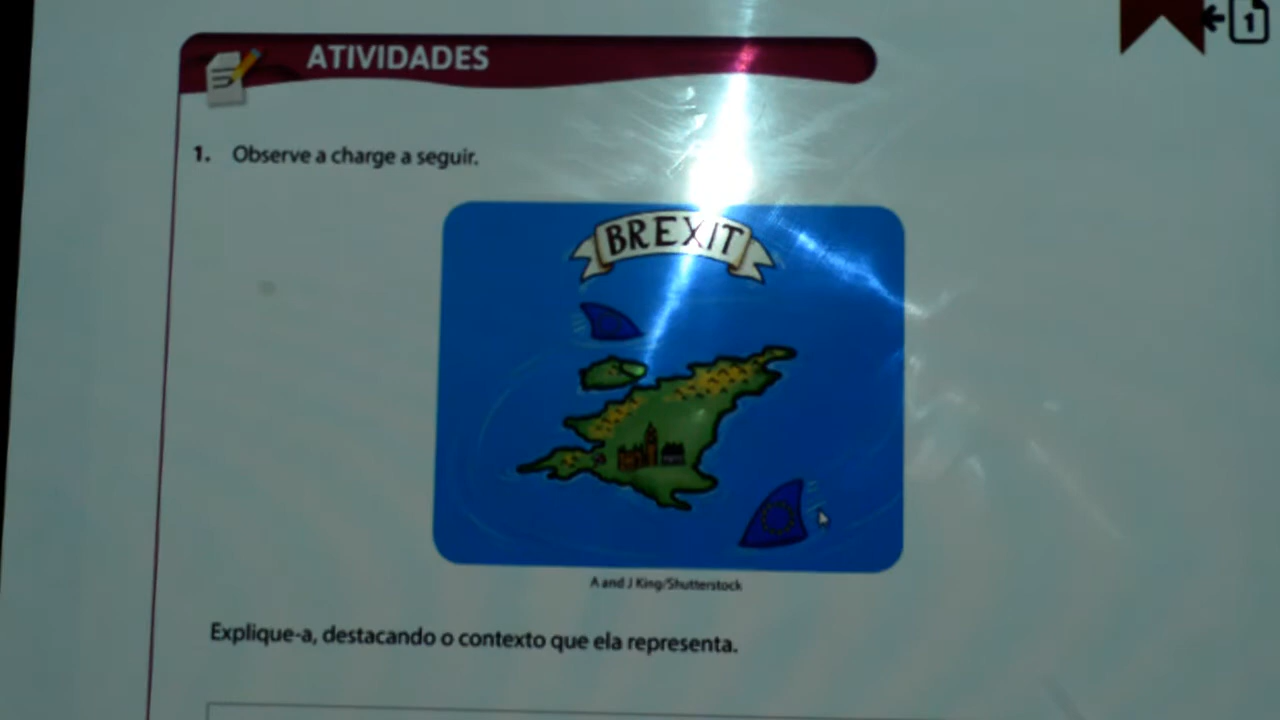 1
ATIVIDADES
1. Observe a charge a seguir.
BREXIT
A and J King/Shutterstock
Explique-a, destacando o contexto que ela representa.